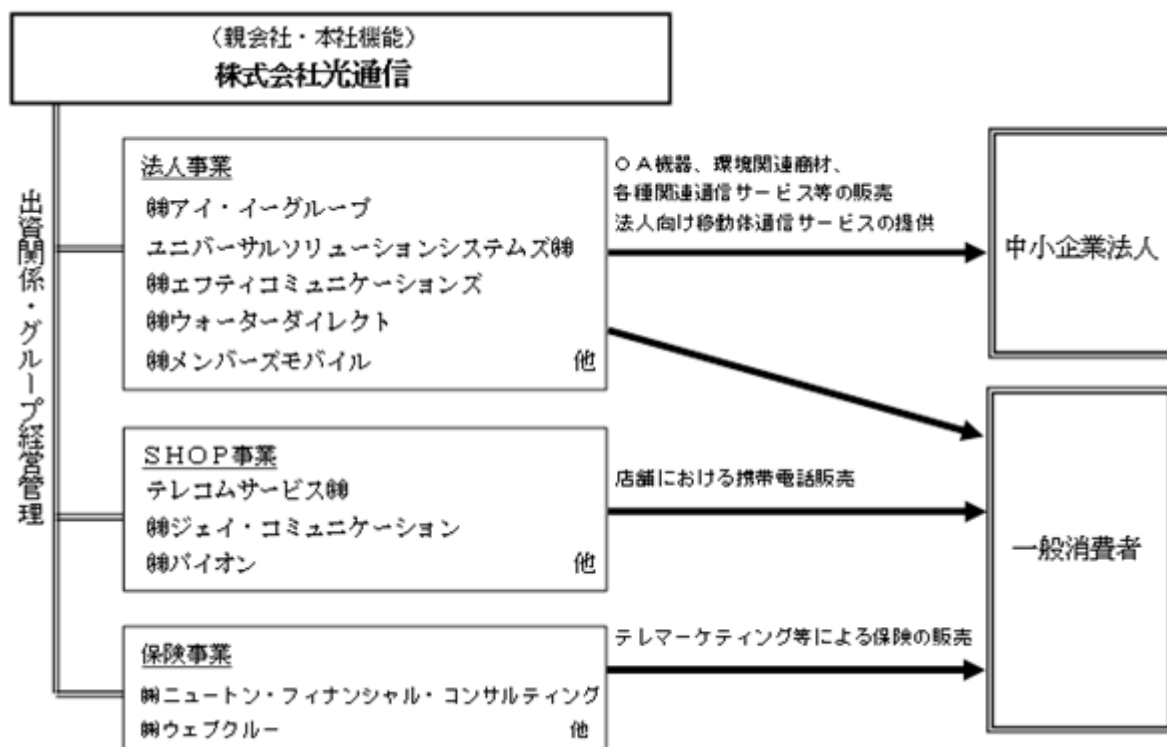 （親会社・本社機能）
株式会社光通信
出資関係・グループ経営管理
法人事業
㈱アイ・イーグループ
ユニバーサルソリューションシステムズ㈱
㈱エフティコミュニケーションズ
㈱ウォーターダイレクト
㈱メンバーズモバイル 他
ＯＡ機器、環境関連商材、
各種関連通信サービス等の販売
法人向け移動体通信サービスの提供
中小企業法人
ＳＨＯＰ事業
テレコムサービス㈱
㈱ジェイ・コミュニケーション
㈱パイオン 他
店舗における携帯電話販売
一般消費者
保険事業
㈱ニュートン・フィナンシャル・コンサルティング
㈱ウェブクルー 他
テレマーケティング等による保険の販売